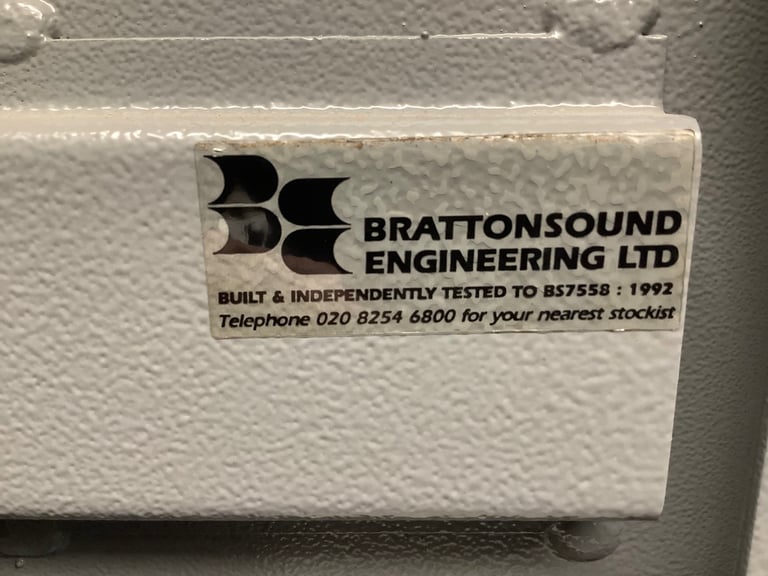 BRATTONSOUND
ENGINEERING LTD
BUILT & INDEPENDENTLY TESTED TO BS7558 : 1992
Telephone 020 8254 6800 for your nearest stockist